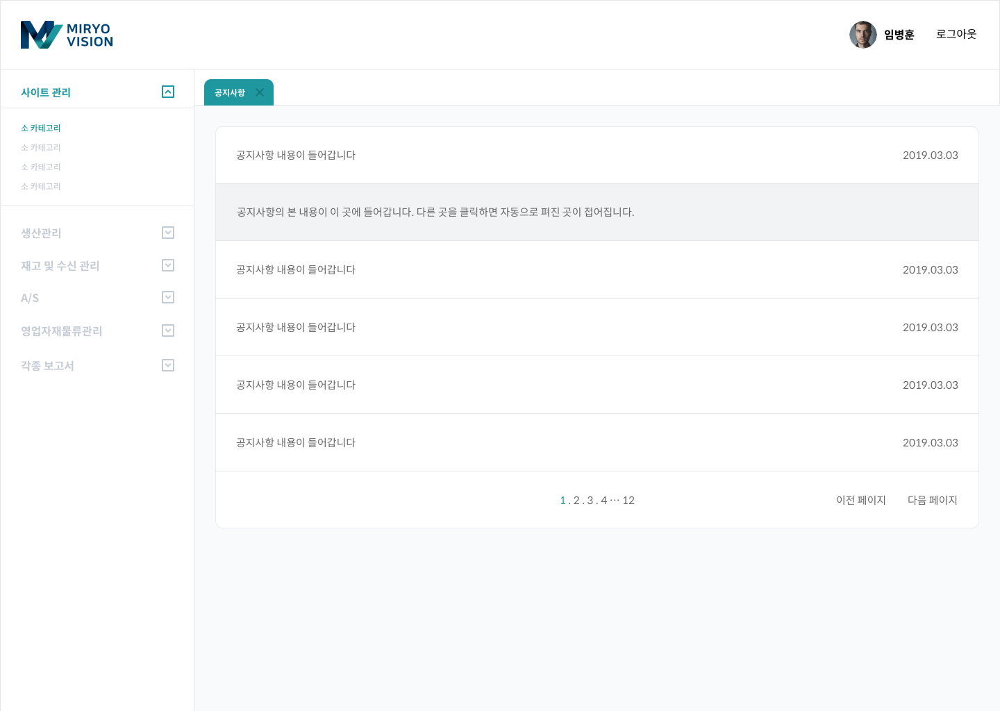 MIRYO
VISION
임병훈
로그아웃
사이트 관리
소 카테고리
소 카테고리
소 카테고리
소 카테고리
생산관리
재고 및 수신 관리
A/S
영업자재물류관리
각종 보고서
공지사항
공지사항 내용이 들어갑니다 2019.03.03
공지사항의 본 내용이 이 곳에 들어갑니다. 다른 곳을 클릭하면 자동으로 펴진 곳이 접어집니다.
공지사항 내용이 들어갑니다 2019.03.03
공지사항 내용이 들어갑니다 2019.03.03
공지사항 내용이 들어갑니다 2019.03.03
공지사항 내용이 들어갑니다 2019.03.03
1 . 2 . 3 . 4 ··· 12 이전 페이지 다음 페이지